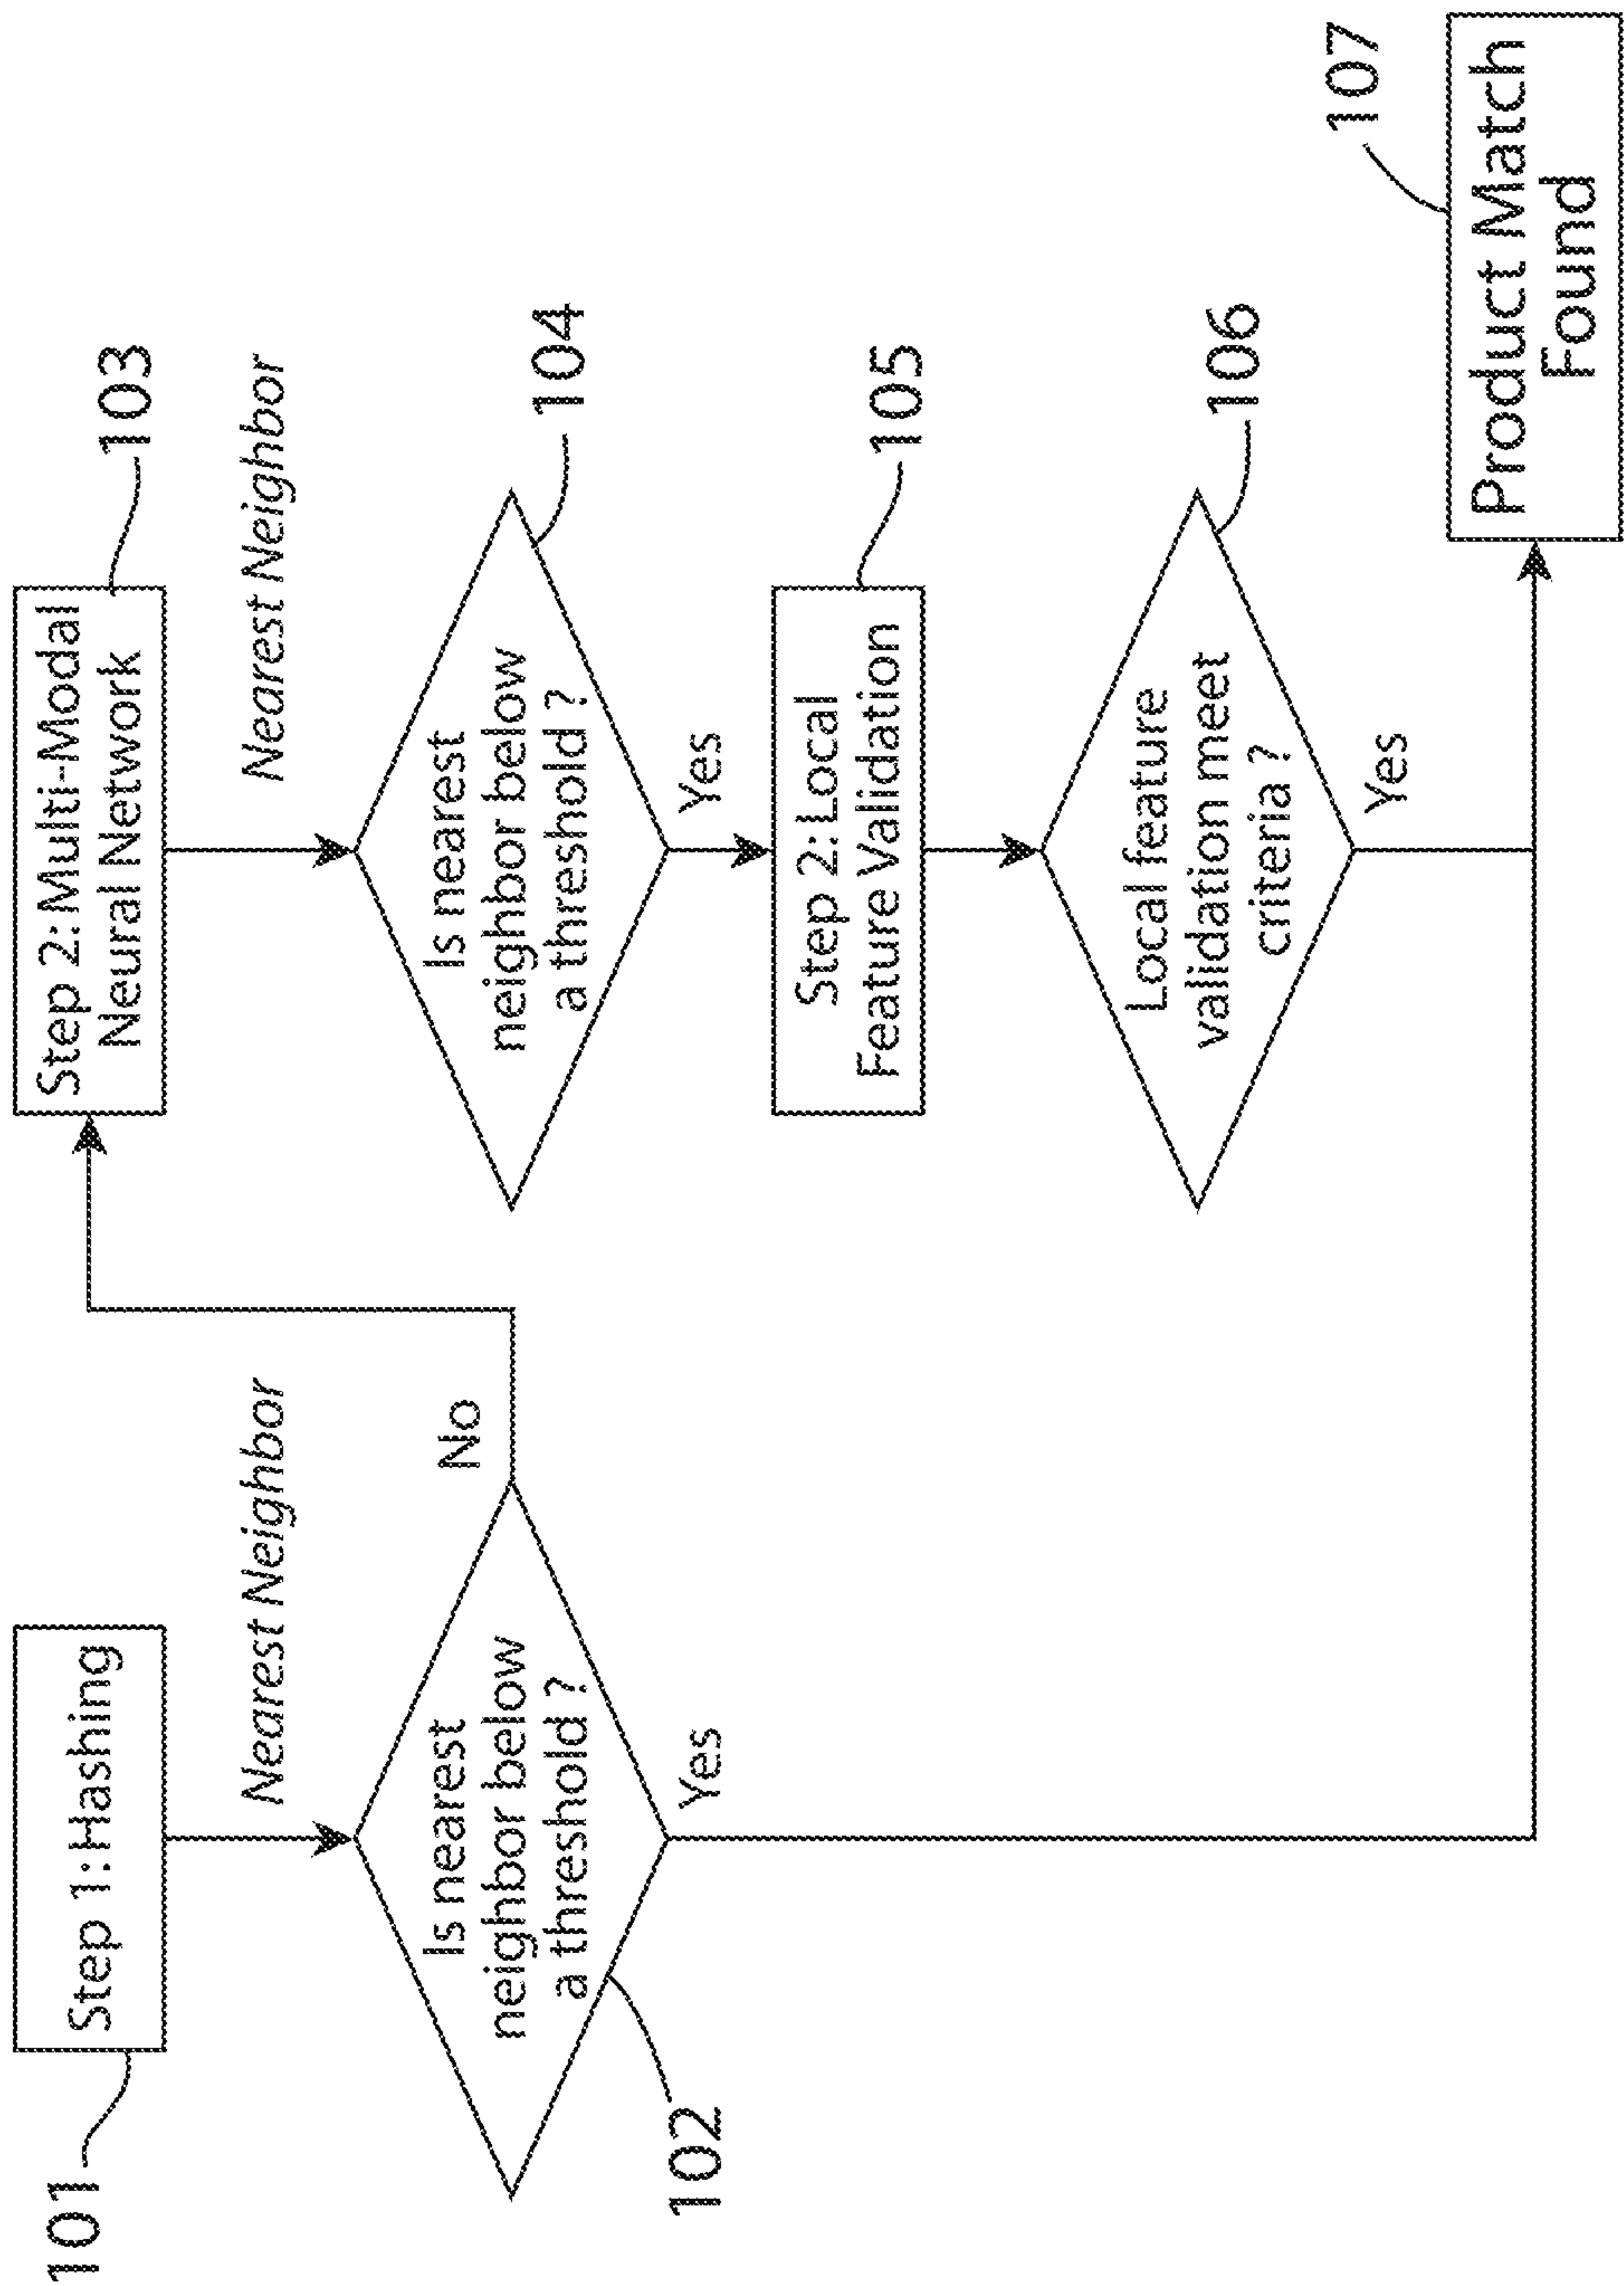 101
Step 1:Hashing
Nearest Neighbor
Is nearest
neighbor below
a threshold ?
102
No
Yes
Step 2:Multi-Modal
Neural Network
103
Nearest Neighbor
Is nearest
neighbor below
a threshold ?
104
Yes
Step 2:Local
Feature Validation
105
Local feature
validation meet
criteria ?
106
Yes
107
Product Match
Found